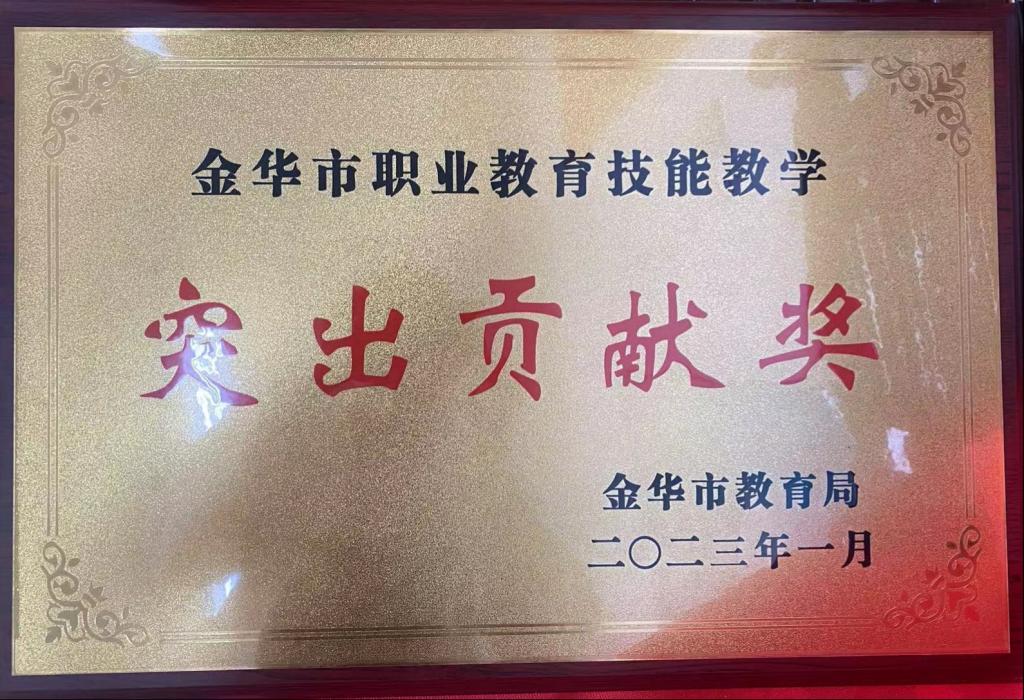 金华市职业教育技能教学
突出贡献奖
金华市教育局
二〇二三年一月